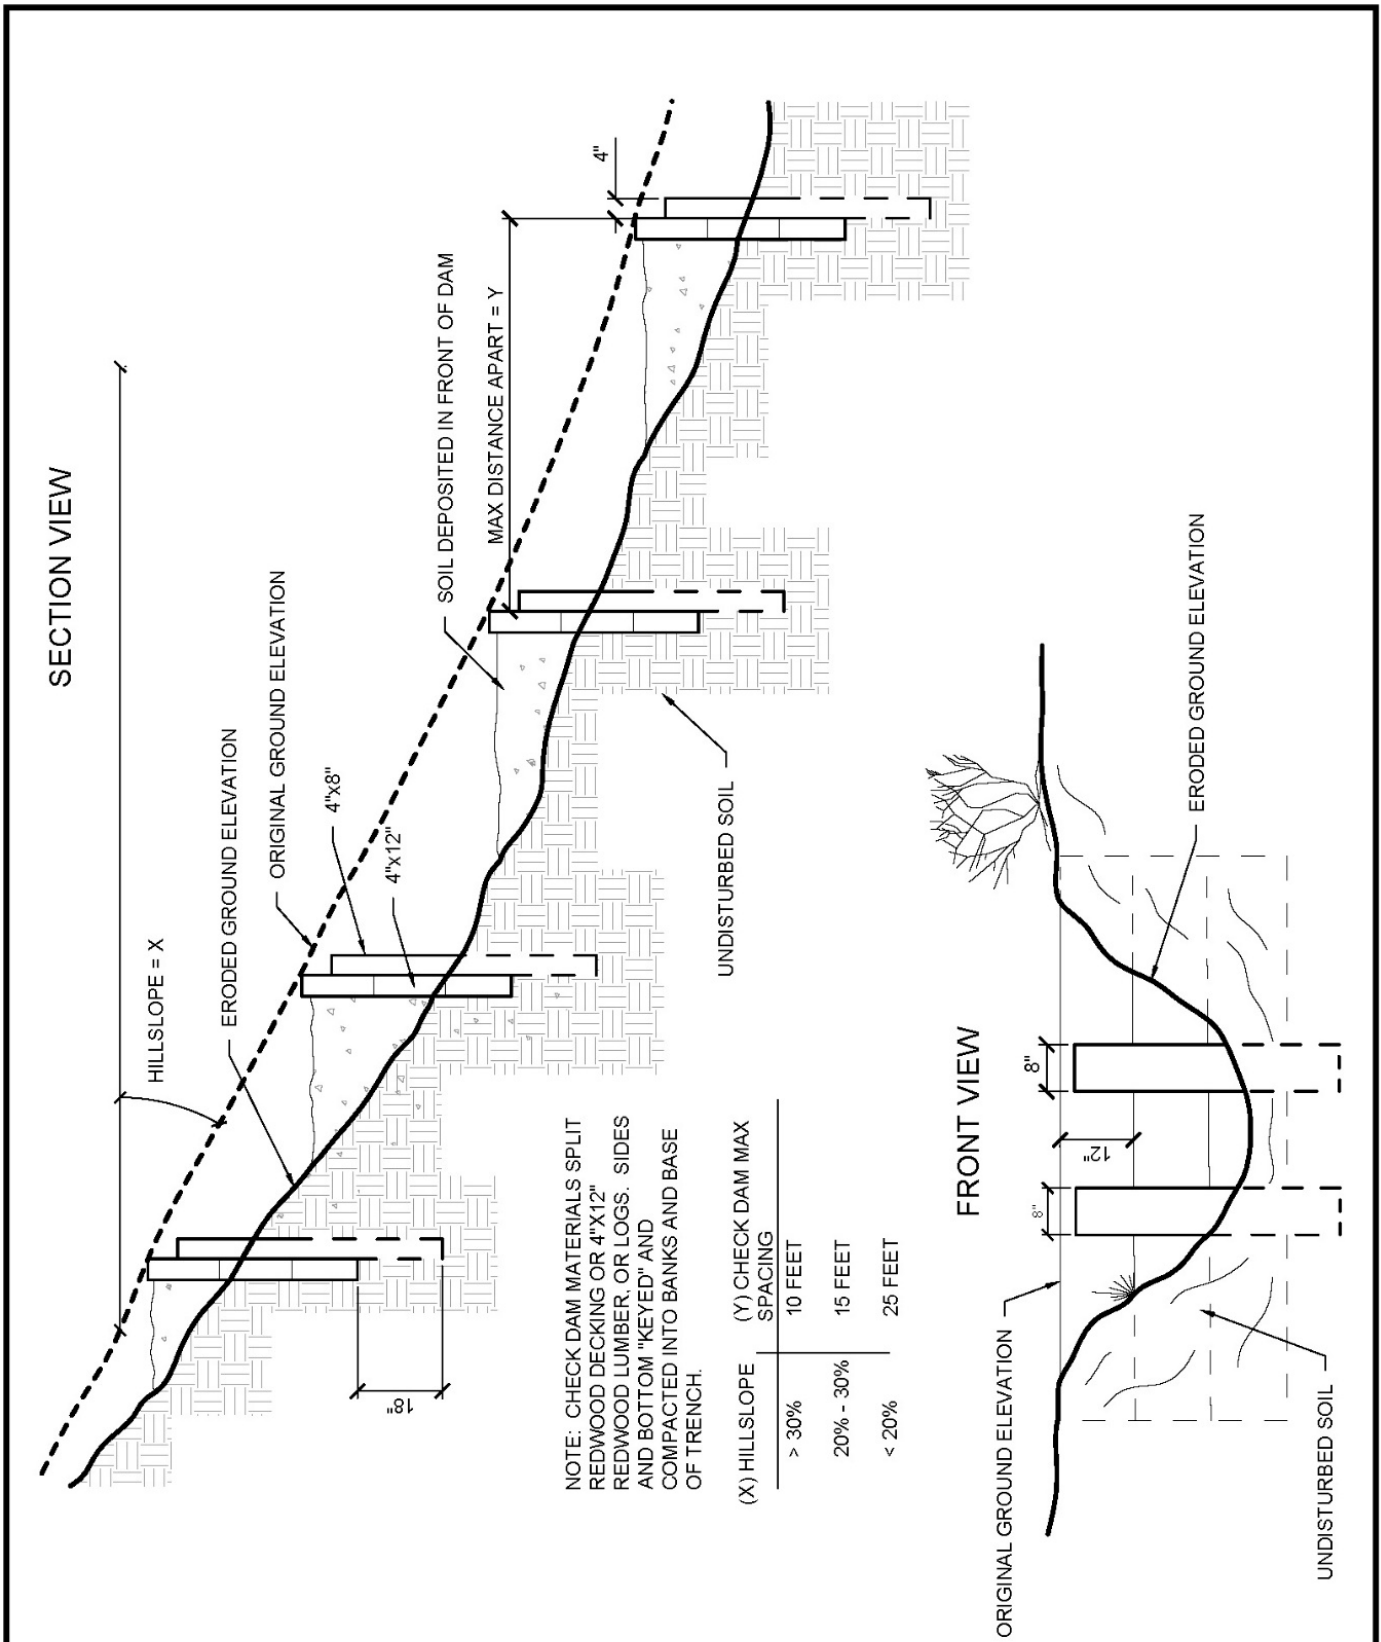 SECTION VIEW
HILLSLOPE = X
ERODED GROUND ELEVATION
ORIGINAL GROUND ELEVATION
4"x8"
4"x12"
SOIL DEPOSITED IN FRONT OF DAM
MAX DISTANCE APART = Y
4"
18"
UNDISTURBED SOIL
NOTE: CHECK DAM MATERIALS SPLIT
REDWOOD DECKING OR 4"X12"
REDWOOD LUMBER, OR LOGS. SIDES
AND BOTTOM "KEYED" AND
COMPACTED INTO BANKS AND BASE
OF TRENCH.
(X) HILLSLOPE (Y) CHECK DAM MAX
SPACING
> 30% 10 FEET
20% - 30% 15 FEET
< 20% 25 FEET
FRONT VIEW
8"
8"
12"
ORIGINAL GROUND ELEVATION
ERODED GROUND ELEVATION
UNDISTURBED SOIL